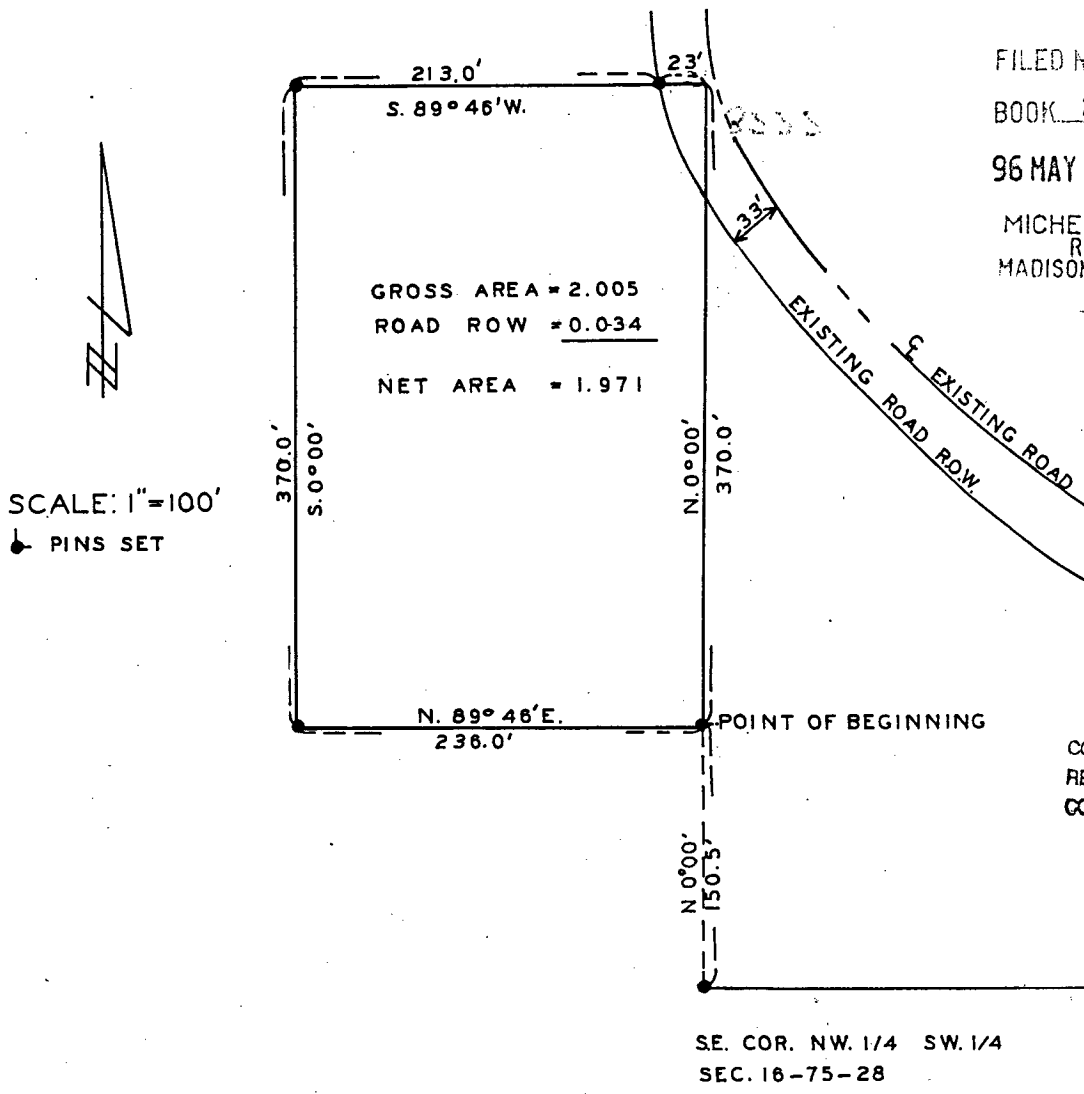 213.0'
23'
S. 89° 46' W.
FILED
BOOK
96 MAY
MICHE
R
MADISON
33'
GROSS AREA = 2.005
ROAD ROW = 0.034
NET AREA = 1.971
EXISTING ROAD R.O.W.
℄ EXISTING ROAD
370.0'
S. 0° 00'
N. 0° 00'
370.0'
SCALE: 1"=100'
PINS SET
N. 89° 46' E.
236.0'
POINT OF BEGINNING
CO
RE
CO
N 0° 00'
150.5'
S.E. COR. NW. 1/4 SW. 1/4
SEC. 16-75-28